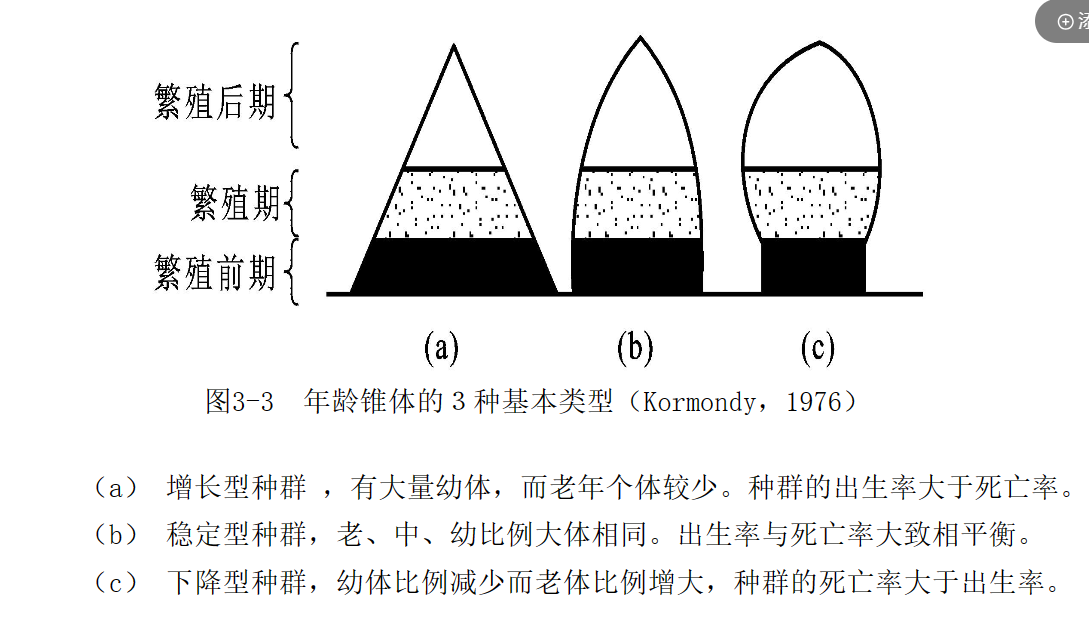 添
繁殖后期
繁殖期
繁殖前期
(a) (b) (c)
图3-3 年龄锥体的3种基本类型（Kormondy，1976）
（a） 增长型种群 ，有大量幼体，而老年个体较少。种群的出生率大于死亡率。
（b） 稳定型种群，老、中、幼比例大体相同。出生率与死亡率大致相平衡。
（c） 下降型种群，幼体比例减少而老体比例增大，种群的死亡率大于出生率。